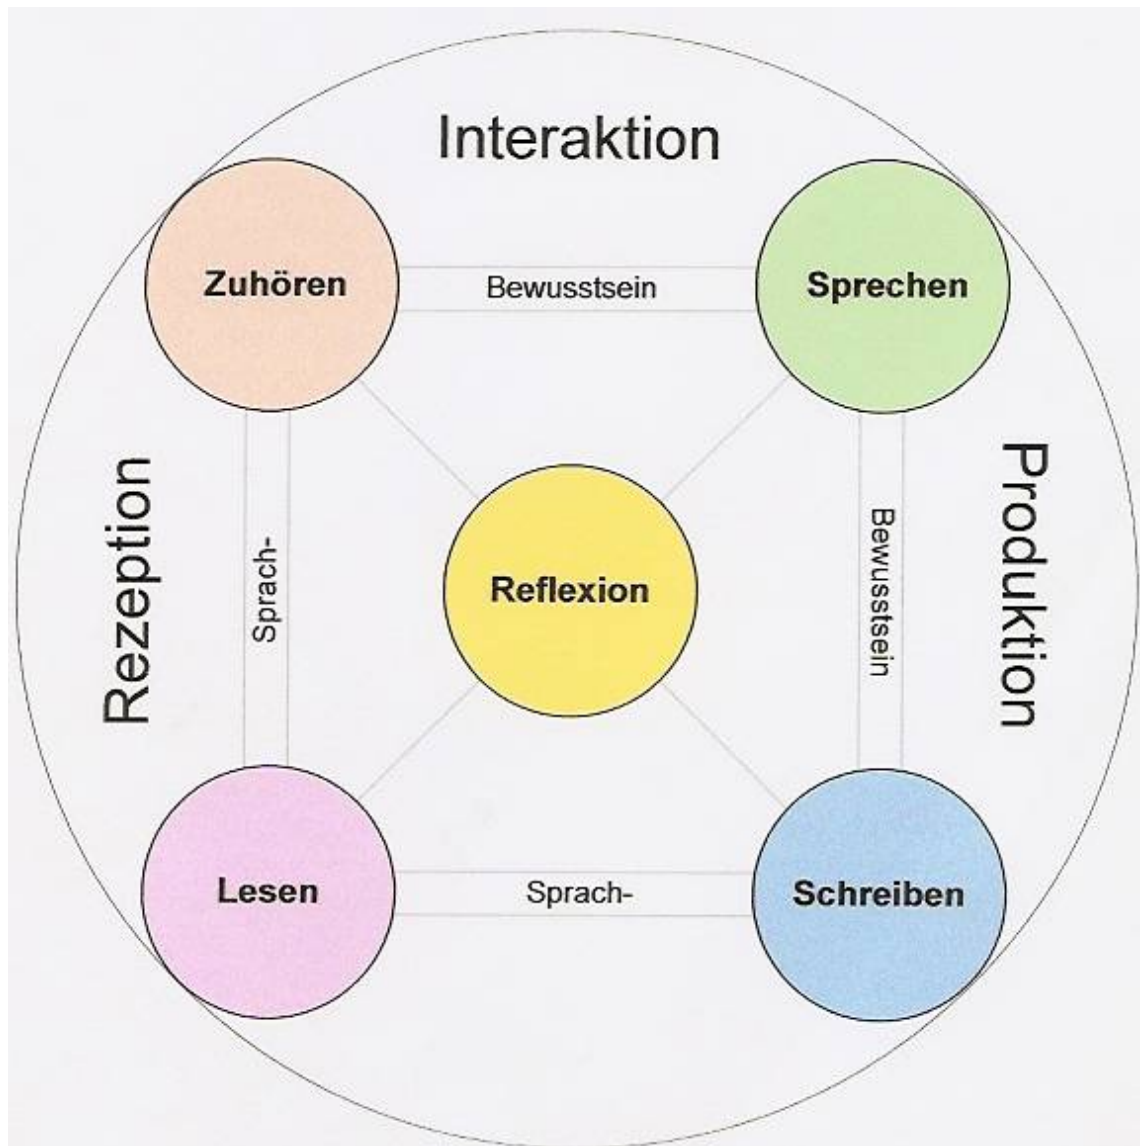 Interaktion
Zuhören
Bewusstsein
Sprechen
Rezeption
Sprach-
Reflexion
Bewusstsein
Produktion
Lesen
Sprach-
Schreiben